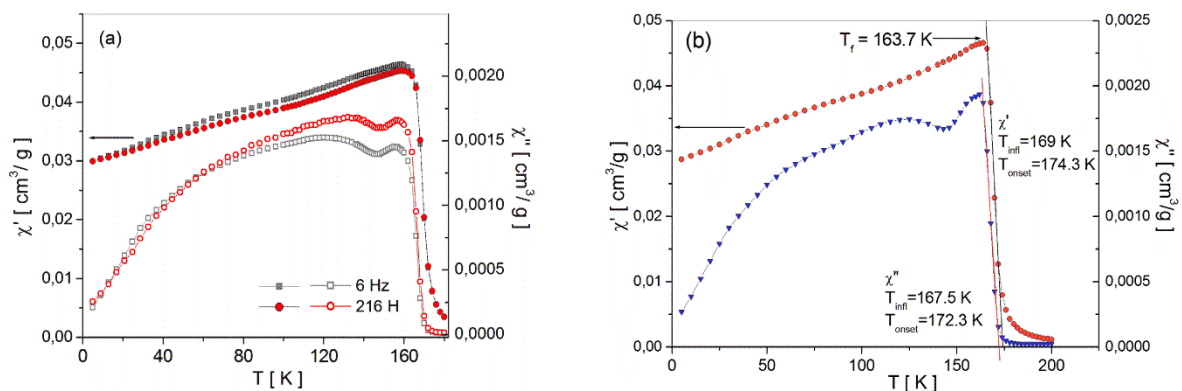 (a)
0,05
0,04
0,03
0,02
0,01
0,00
χ' [ cm³/ g ]
0,0020
0,0015
0,0010
0,0005
0,0000
χ" [ cm³/ g ]
6 Hz
216 H
0 40 80 120 160
T [ K ]
(b)
0,05
0,04
0,03
0,02
0,01
0,00
χ' [ cm³/ g ]
0,0025
0,0020
0,0015
0,0010
0,0005
0,0000
χ" [ cm³/ g ]
T_f = 163.7 K
χ'
T_infl = 169 K
T_onset = 174.3 K
χ"
T_infl = 167.5 K
T_onset = 172.3 K
0 50 100 150 200
T [ K ]